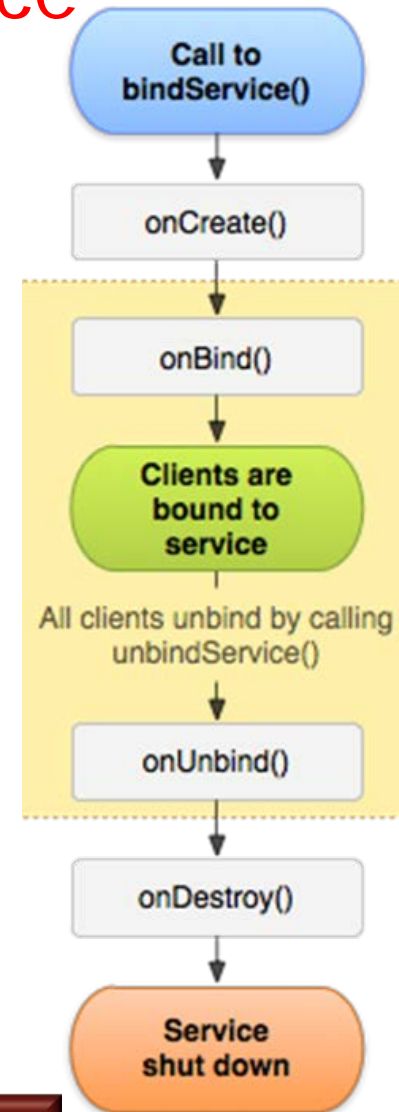 Call to
bindService()
onCreate()
onBind()
Clients are
bound to
service
All clients unbind by calling
unbindService()
onUnbind()
onDestroy()
Service
shut down